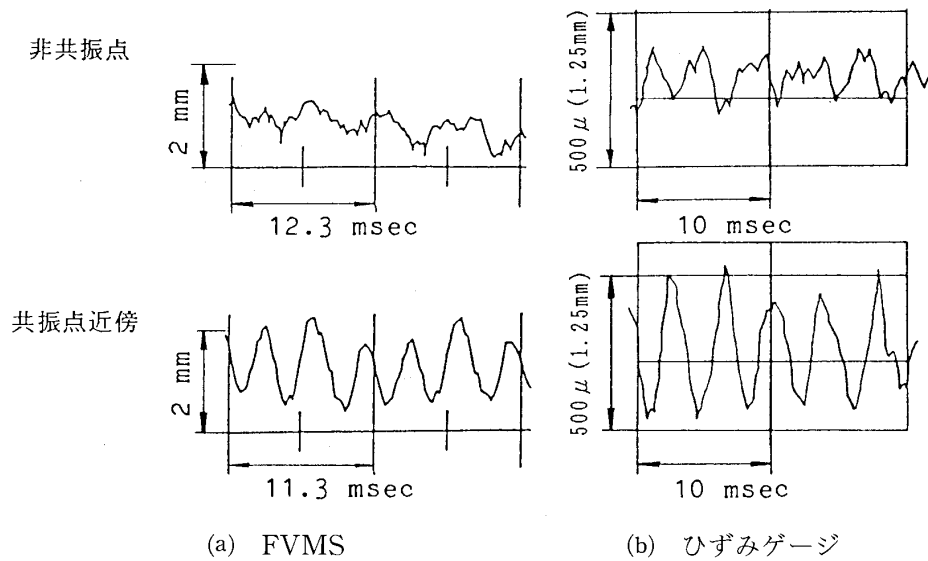 非共振点
2 mm
12.3 msec
500μ(1.25mm)
10 msec
共振点近傍
2 mm
11.3 msec
500μ(1.25mm)
10 msec
(a) FVMS
(b) ひずみゲージ